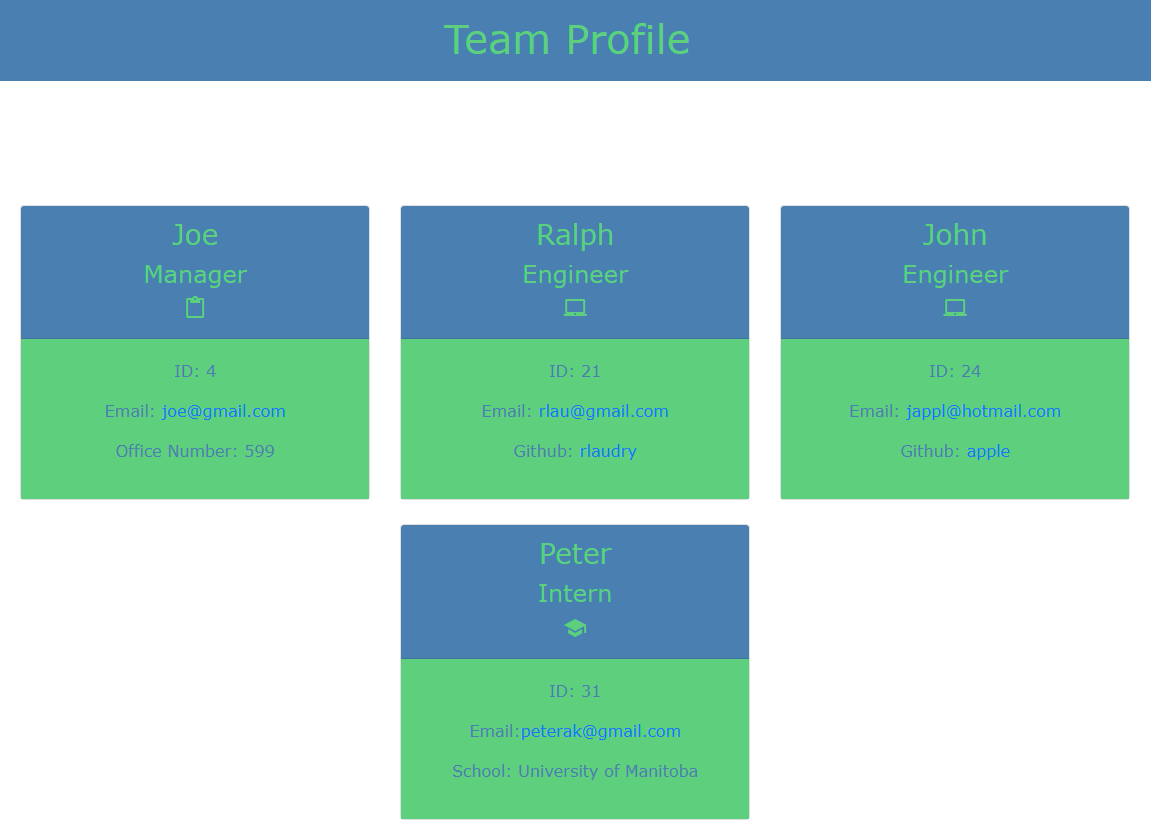 Team Profile
Joe
Manager
ID: 4
Email: joe@gmail.com
Office Number: 599
Ralph
Engineer
ID: 21
Email: rlau@gmail.com
Github: rlaudry
John
Engineer
ID: 24
Email: jappl@hotmail.com
Github: apple
Peter
Intern
ID: 31
Email:peterak@gmail.com
School: University of Manitoba